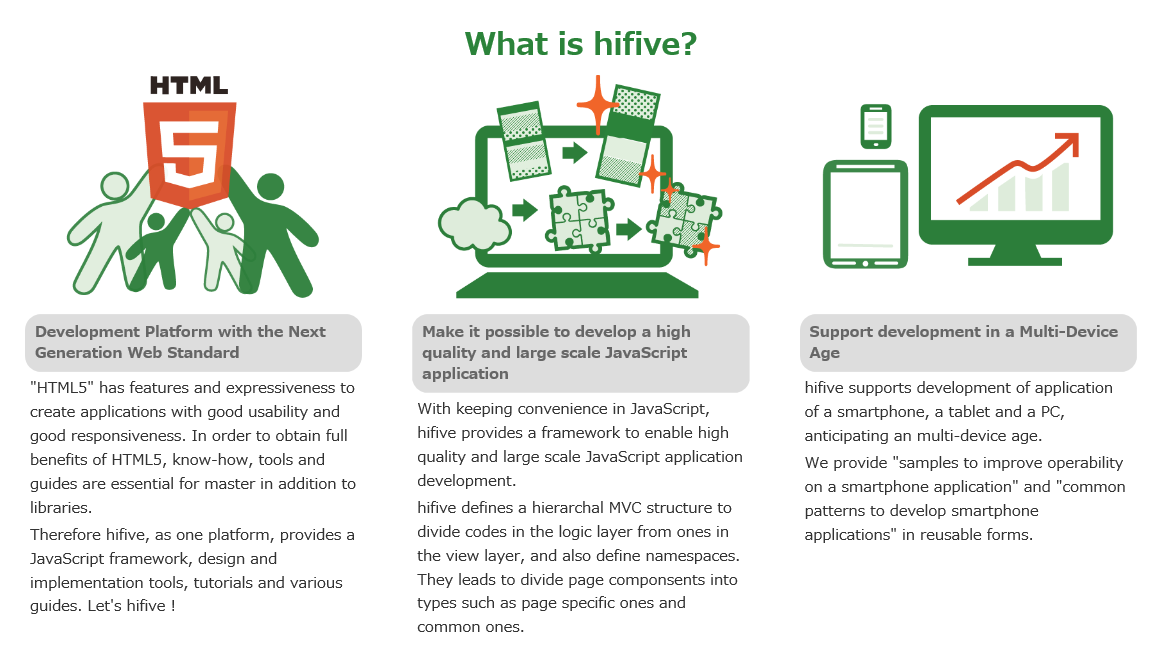 What is hifive?
HTML
5
Development Platform with the Next
Generation Web Standard
"HTML5" has features and expressiveness to
create applications with good usability and
good responsiveness. In order to obtain full
benefits of HTML5, know-how, tools and
guides are essential for master in addition to
libraries.
Therefore hifive, as one platform, provides a
JavaScript framework, design and
implementation tools, tutorials and various
guides. Let's hifive !
Make it possible to develop a high
quality and large scale JavaScript
application
With keeping convenience in JavaScript,
hifive provides a framework to enable high
quality and large scale JavaScript application
development.
hifive defines a hierarchal MVC structure to
divide codes in the logic layer from ones in
the view layer, and also define namespaces.
They leads to divide page componsents into
types such as page specific ones and
common ones.
Support development in a Multi-Device
Age
hifive supports development of application
of a smartphone, a tablet and a PC,
anticipating an multi-device age.
We provide "samples to improve operability
on a smartphone application" and "common
patterns to develop smartphone
applications" in reusable forms.